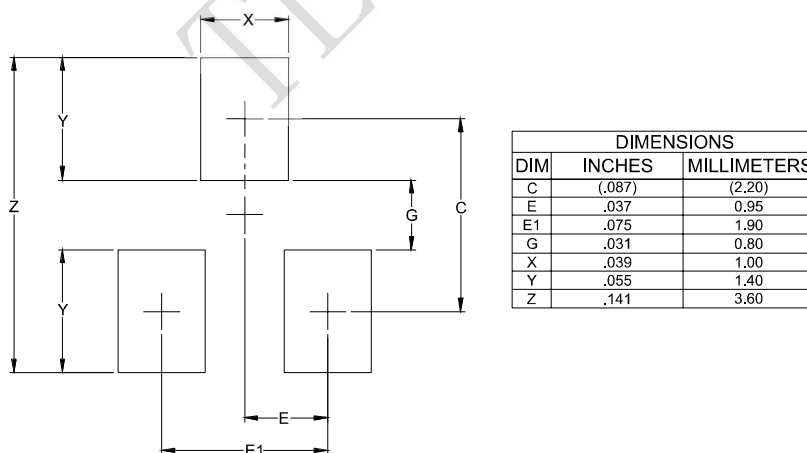 X
Y
Z
G
C
Y
E
E1
DIMENSIONS
DIM INCHES MILLIMETERS
C (.087) (2.20)
E .037 0.95
E1 .075 1.90
G .031 0.80
X .039 1.00
Y .055 1.40
Z .141 3.60